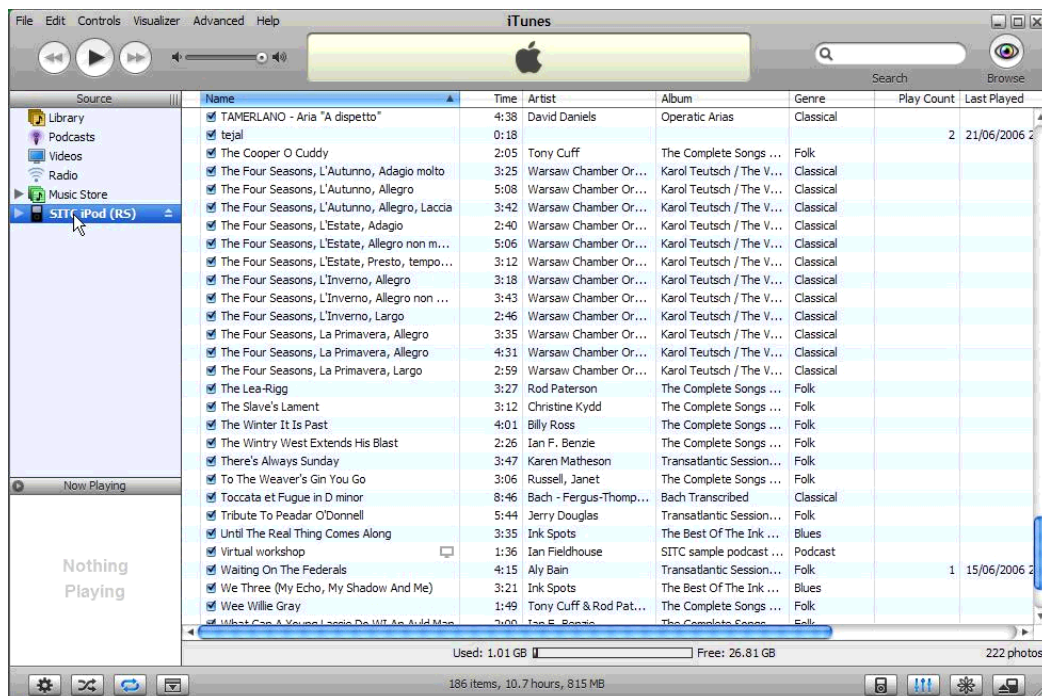 File Edit Controls Visualizer Advanced Help iTunes
Search Browse
Source Name Time Artist Album Genre Play Count Last Played
Library
Podcasts
Videos
Radio
Music Store
SITC iPod (RS)
TAMERLANO - Aria "A dispetto" 4:38 David Daniels Operatic Arias Classical
tejal 0:18 2 21/06/2006 2
The Cooper O Cuddy 2:05 Tony Cuff The Complete Songs ... Folk
The Four Seasons, L'Autunno, Adagio molto 3:25 Warsaw Chamber Or... Karol Teutsch / The V... Classical
The Four Seasons, L'Autunno, Allegro 5:08 Warsaw Chamber Or... Karol Teutsch / The V... Classical
The Four Seasons, L'Autunno, Allegro, Laccia 3:42 Warsaw Chamber Or... Karol Teutsch / The V... Classical
The Four Seasons, L'Estate, Adagio 2:40 Warsaw Chamber Or... Karol Teutsch / The V... Classical
The Four Seasons, L'Estate, Allegro non m... 5:06 Warsaw Chamber Or... Karol Teutsch / The V... Classical
The Four Seasons, L'Estate, Presto, tempo... 3:12 Warsaw Chamber Or... Karol Teutsch / The V... Classical
The Four Seasons, L'Inverno, Allegro 3:18 Warsaw Chamber Or... Karol Teutsch / The V... Classical
The Four Seasons, L'Inverno, Allegro non ... 3:43 Warsaw Chamber Or... Karol Teutsch / The V... Classical
The Four Seasons, L'Inverno, Largo 2:46 Warsaw Chamber Or... Karol Teutsch / The V... Classical
The Four Seasons, La Primavera, Allegro 3:35 Warsaw Chamber Or... Karol Teutsch / The V... Classical
The Four Seasons, La Primavera, Allegro 4:31 Warsaw Chamber Or... Karol Teutsch / The V... Classical
The Four Seasons, La Primavera, Largo 2:59 Warsaw Chamber Or... Karol Teutsch / The V... Classical
The Lea-Rigg 3:27 Rod Paterson The Complete Songs ... Folk
The Slave's Lament 3:12 Christine Kydd The Complete Songs ... Folk
The Winter It Is Past 4:01 Billy Ross The Complete Songs ... Folk
The Wintry West Extends His Blast 2:26 Ian F. Benzie The Complete Songs ... Folk
There's Always Sunday 3:47 Karen Matheson Transatlantic Session... Folk
To The Weaver's Gin You Go 3:06 Russell, Janet The Complete Songs ... Folk
Toccata et Fugue in D minor 8:46 Bach - Fergus-Thomp... Bach Transcribed Classical
Tribute To Peadar O'Donnell 5:44 Jerry Douglas Transatlantic Session... Folk
Until The Real Thing Comes Along 3:35 Ink Spots The Best Of The Ink ... Blues
Virtual workshop 1:36 Ian Fieldhouse SITC sample podcast ... Podcast
Waiting On The Federals 4:15 Aly Bain Transatlantic Session... Folk 1 15/06/2006 2
We Three (My Echo, My Shadow And Me) 3:21 Ink Spots The Best Of The Ink ... Blues
Wee Willie Gray 1:49 Tony Cuff & Rod Pat... The Complete Songs ... Folk
What Can A Young Lassie Do Wi An Auld Man 2:09 Ian F. Benzie The Complete Songs Folk
Now Playing
Nothing
Playing
Used: 1.01 GB Free: 26.81 GB 222 photos
186 items, 10.7 hours, 815 MB